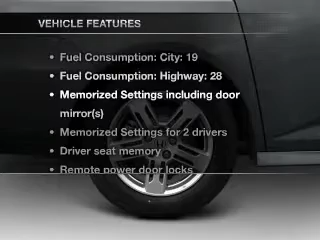 VEHICLE FEATURES
• Fuel Consumption: City: 19
• Fuel Consumption: Highway: 28
• Memorized Settings including door
mirror(s)
• Memorized Settings for 2 drivers
• Driver seat memory
• Remote power door locks